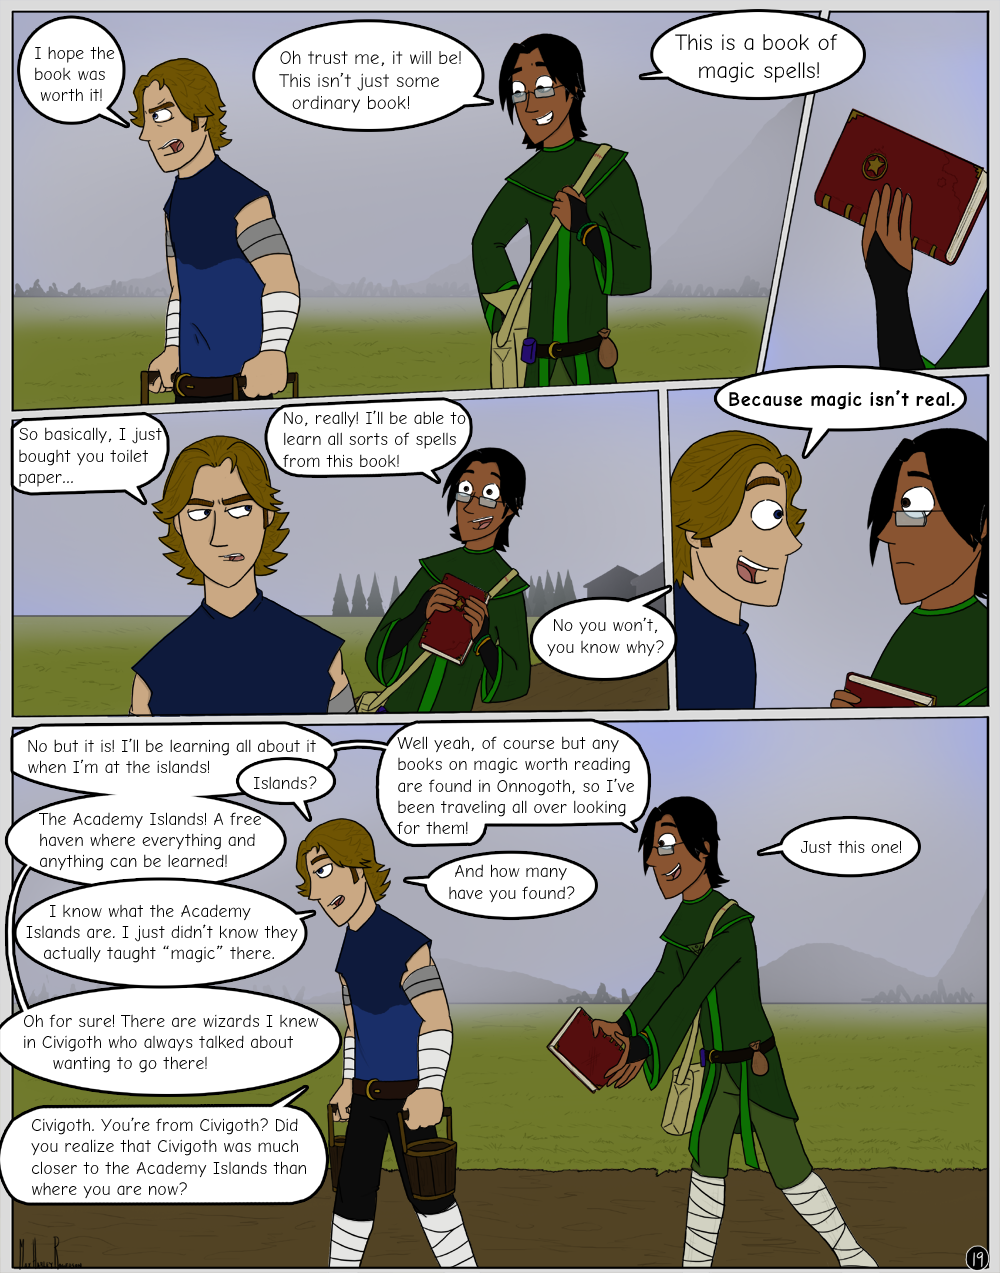 I hope the
book was
worth it!
Oh trust me, it will be!
This isn't just some
ordinary book!
This is a book of
magic spells!
So basically, I just
bought you toilet
paper...
No, really! I'll be able to
learn all sorts of spells
from this book!
No you won't,
you know why?
Because magic isn't real.
No but it is! I'll be learning all about it
when I'm at the islands!
Islands?
The Academy Islands! A free
haven where everything and
anything can be learned!
I know what the Academy
Islands are. I just didn't know they
actually taught “magic” there.
Oh for sure! There are wizards I knew
in Civigoth who always talked about
wanting to go there!
Civigoth. You're from Civigoth? Did
you realize that Civigoth was much
closer to the Academy Islands than
where you are now?
Well yeah, of course but any
books on magic worth reading
are found in Onnogoth, so I've
been traveling all over looking
for them!
And how many
have you found?
Just this one!
19